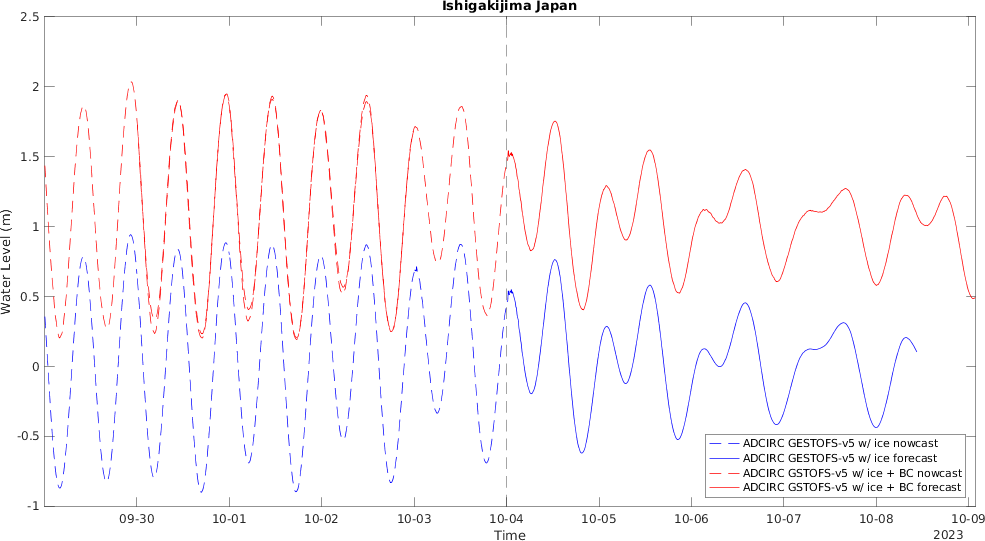 Ishigakijima Japan
2.5
2
1.5
1
0.5
0
-0.5
-1
Water Level (m)
09-30
10-01
10-02
10-03
10-04
10-05
10-06
10-07
10-08
10-09
Time
2023
ADCIRC GESTOFS-v5 w/ ice nowcast
ADCIRC GESTOFS-v5 w/ ice forecast
ADCIRC GSTOFS-v5 w/ ice + BC nowcast
ADCIRC GSTOFS-v5 w/ ice + BC forecast